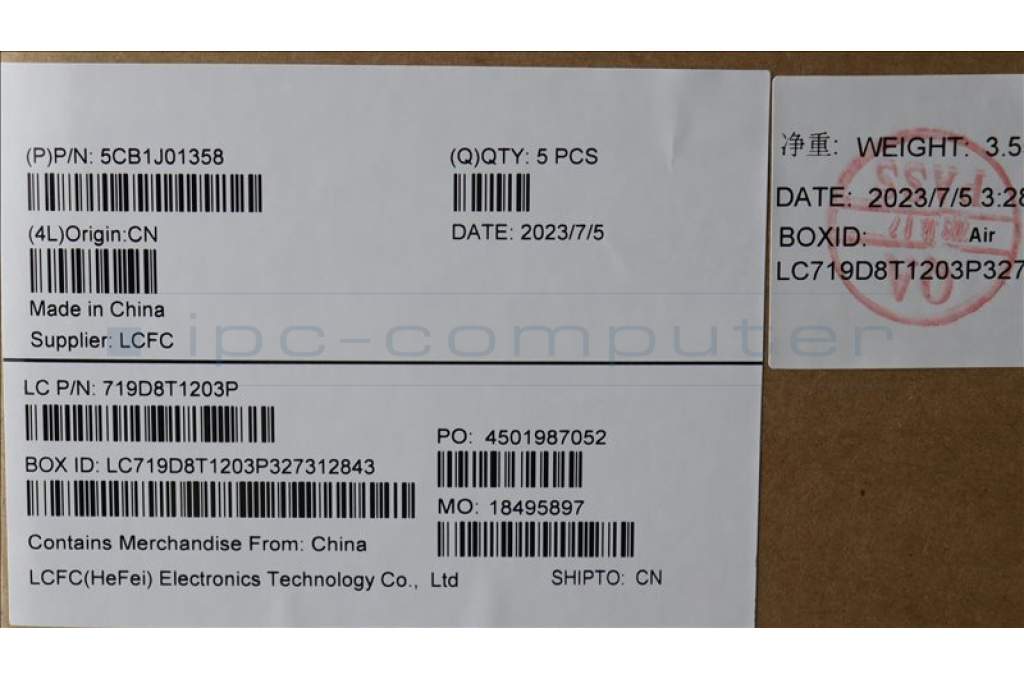 (P)P/N: 5CB1J01358
(Q)QTY: 5 PCS
(4L)Origin:CN
DATE: 2023/7/5
Made in China
Supplier: LCFC
ipc-computer
LC P/N: 719D8T1203P
PO: 4501987052
BOX ID: LC719D8T1203P327312843
MO: 18495897
Contains Merchandise From: China
LCFC(HeFei) Electronics Technology Co., Ltd
SHIPTO: CN
净重: WEIGHT: 3.5
DATE: 2023/7/5 3:28
BOXID: Air
LC719D8T1203P327
QA